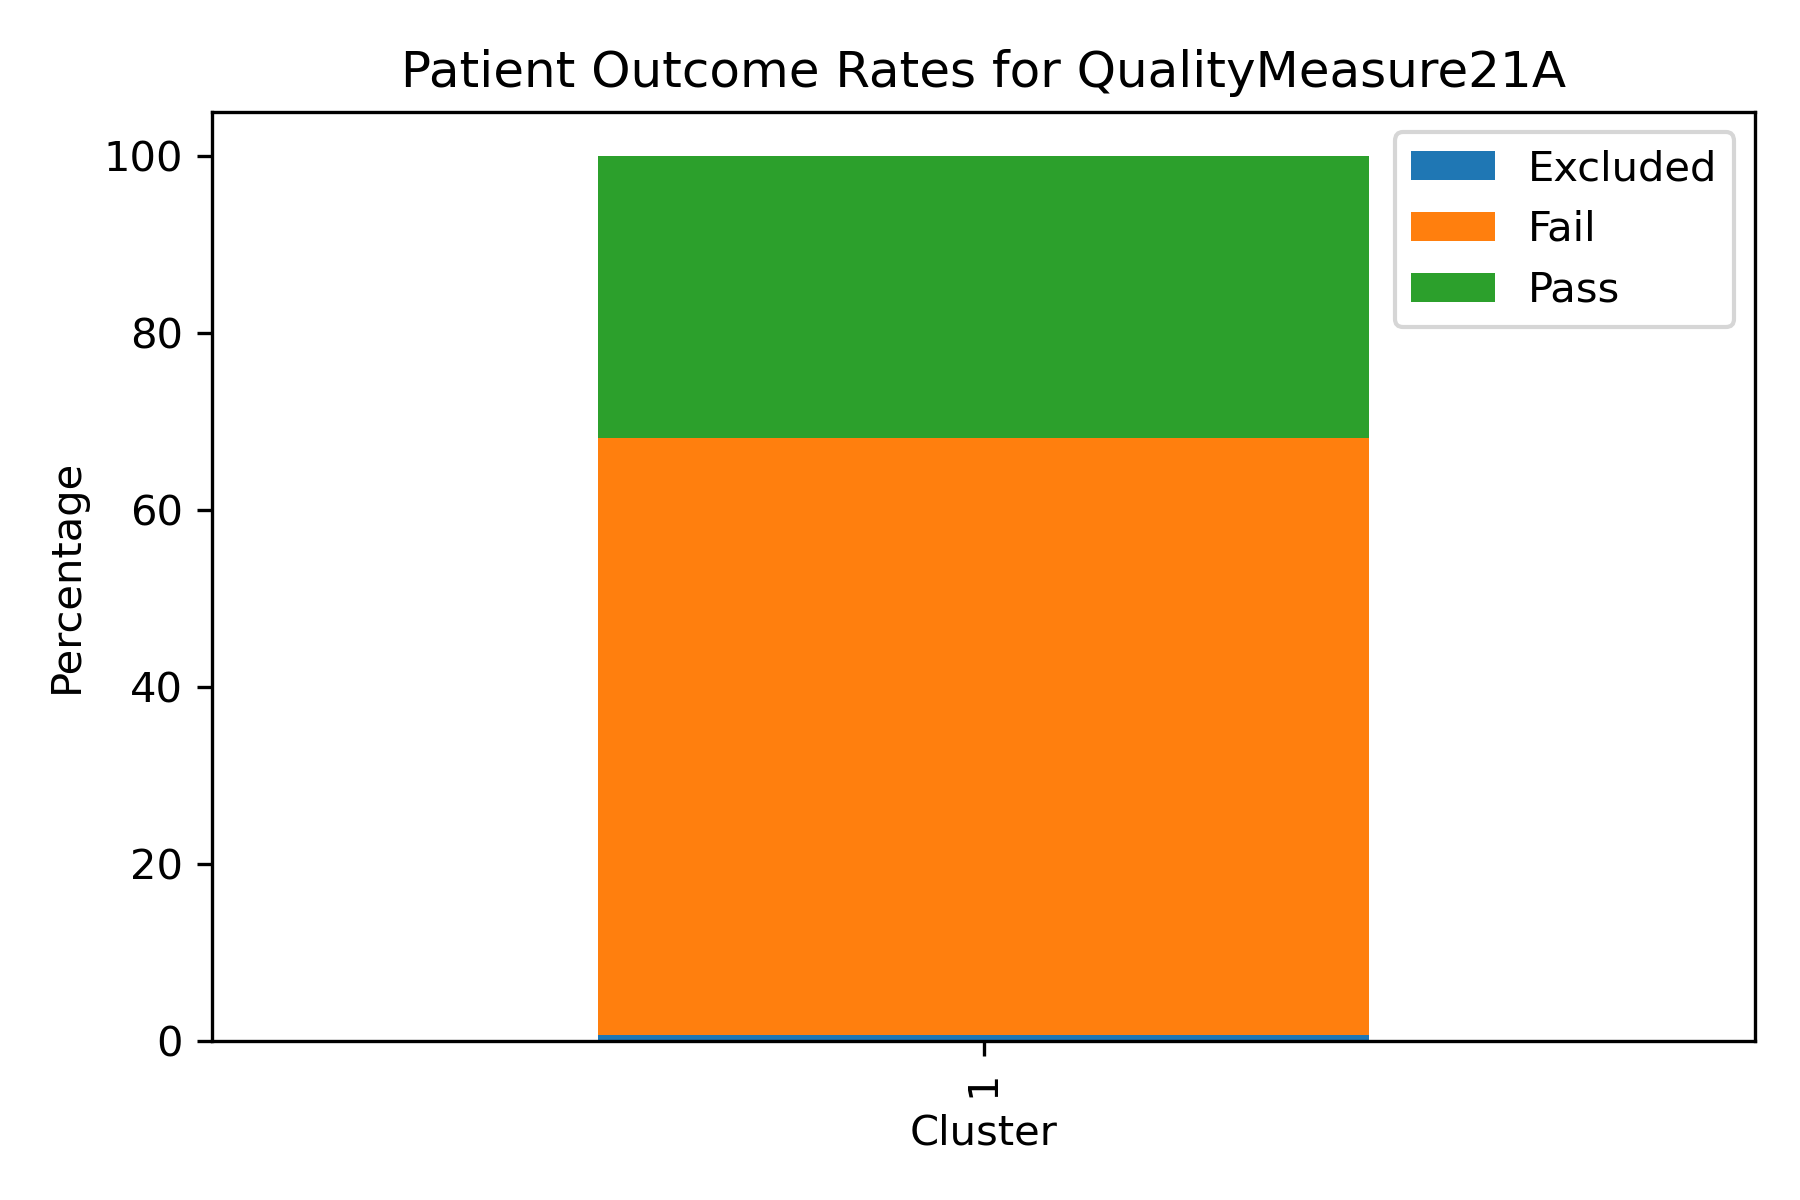 Patient Outcome Rates for QualityMeasure21A
Percentage
100
80
60
40
20
0
Excluded
Fail
Pass
1
Cluster